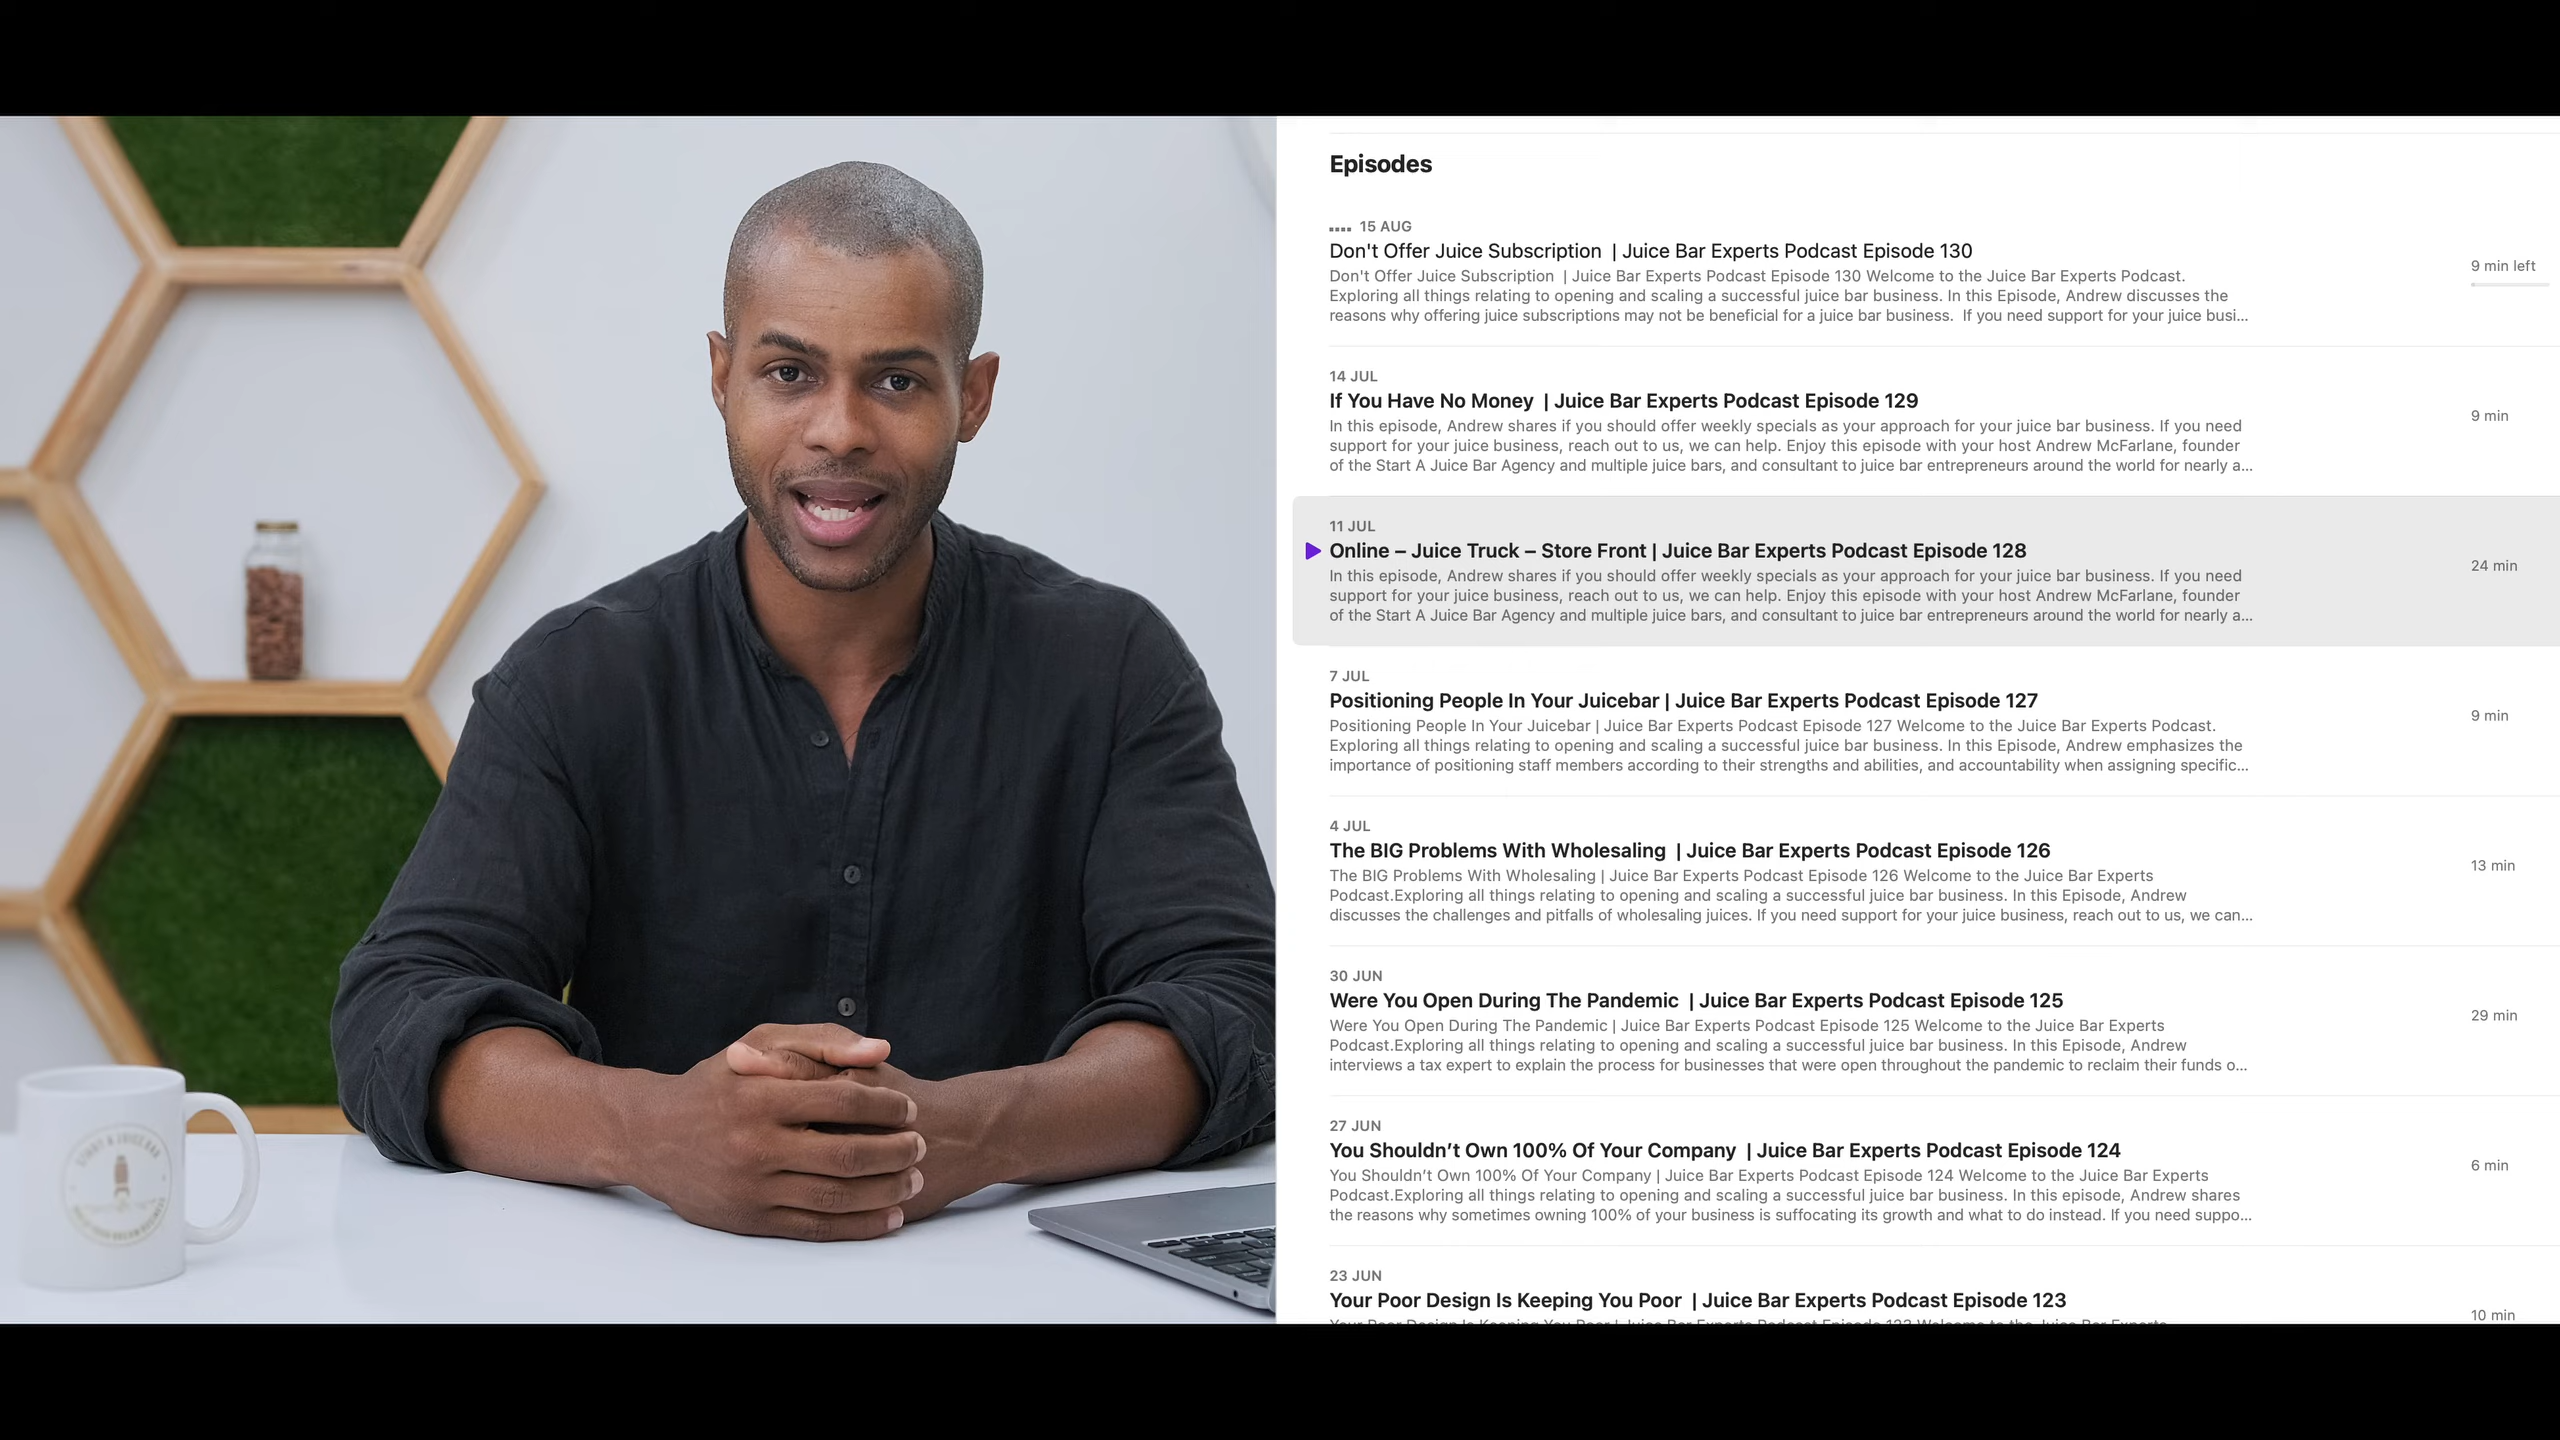 Episodes
15 AUG
Don't Offer Juice Subscription | Juice Bar Experts Podcast Episode 130
Don't Offer Juice Subscription | Juice Bar Experts Podcast Episode 130 Welcome to the Juice Bar Experts Podcast.
Exploring all things relating to opening and scaling a successful juice bar business. In this Episode, Andrew discusses the
reasons why offering juice subscriptions may not be beneficial for a juice bar business. If you need support for your juice busi...
9 min left
14 JUL
If You Have No Money | Juice Bar Experts Podcast Episode 129
In this episode, Andrew shares if you should offer weekly specials as your approach for your juice bar business. If you need
support for your juice business, reach out to us, we can help. Enjoy this episode with your host Andrew McFarlane, founder
of the Start A Juice Bar Agency and multiple juice bars, and consultant to juice bar entrepreneurs around the world for nearly a...
9 min
11 JUL
Online – Juice Truck – Store Front | Juice Bar Experts Podcast Episode 128
In this episode, Andrew shares if you should offer weekly specials as your approach for your juice bar business. If you need
support for your juice business, reach out to us, we can help. Enjoy this episode with your host Andrew McFarlane, founder
of the Start A Juice Bar Agency and multiple juice bars, and consultant to juice bar entrepreneurs around the world for nearly a...
24 min
7 JUL
Positioning People In Your Juicebar | Juice Bar Experts Podcast Episode 127
Positioning People In Your Juicebar | Juice Bar Experts Podcast Episode 127 Welcome to the Juice Bar Experts Podcast.
Exploring all things relating to opening and scaling a successful juice bar business. In this Episode, Andrew emphasizes the
importance of positioning staff members according to their strengths and abilities, and accountability when assigning specific...
9 min
4 JUL
The BIG Problems With Wholesaling | Juice Bar Experts Podcast Episode 126
The BIG Problems With Wholesaling | Juice Bar Experts Podcast Episode 126 Welcome to the Juice Bar Experts
Podcast.Exploring all things relating to opening and scaling a successful juice bar business. In this Episode, Andrew
discusses the challenges and pitfalls of wholesaling juices. If you need support for your juice business, reach out to us, we can...
13 min
30 JUN
Were You Open During The Pandemic | Juice Bar Experts Podcast Episode 125
Were You Open During The Pandemic | Juice Bar Experts Podcast Episode 125 Welcome to the Juice Bar Experts
Podcast.Exploring all things relating to opening and scaling a successful juice bar business. In this Episode, Andrew
interviews a tax expert to explain the process for businesses that were open throughout the pandemic to reclaim their funds o...
29 min
27 JUN
You Shouldn’t Own 100% Of Your Company | Juice Bar Experts Podcast Episode 124
You Shouldn’t Own 100% Of Your Company | Juice Bar Experts Podcast Episode 124 Welcome to the Juice Bar Experts
Podcast.Exploring all things relating to opening and scaling a successful juice bar business. In this episode, Andrew shares
the reasons why sometimes owning 100% of your business is suffocating its growth and what to do instead. If you need suppo...
6 min
23 JUN
Your Poor Design Is Keeping You Poor | Juice Bar Experts Podcast Episode 123
10 min